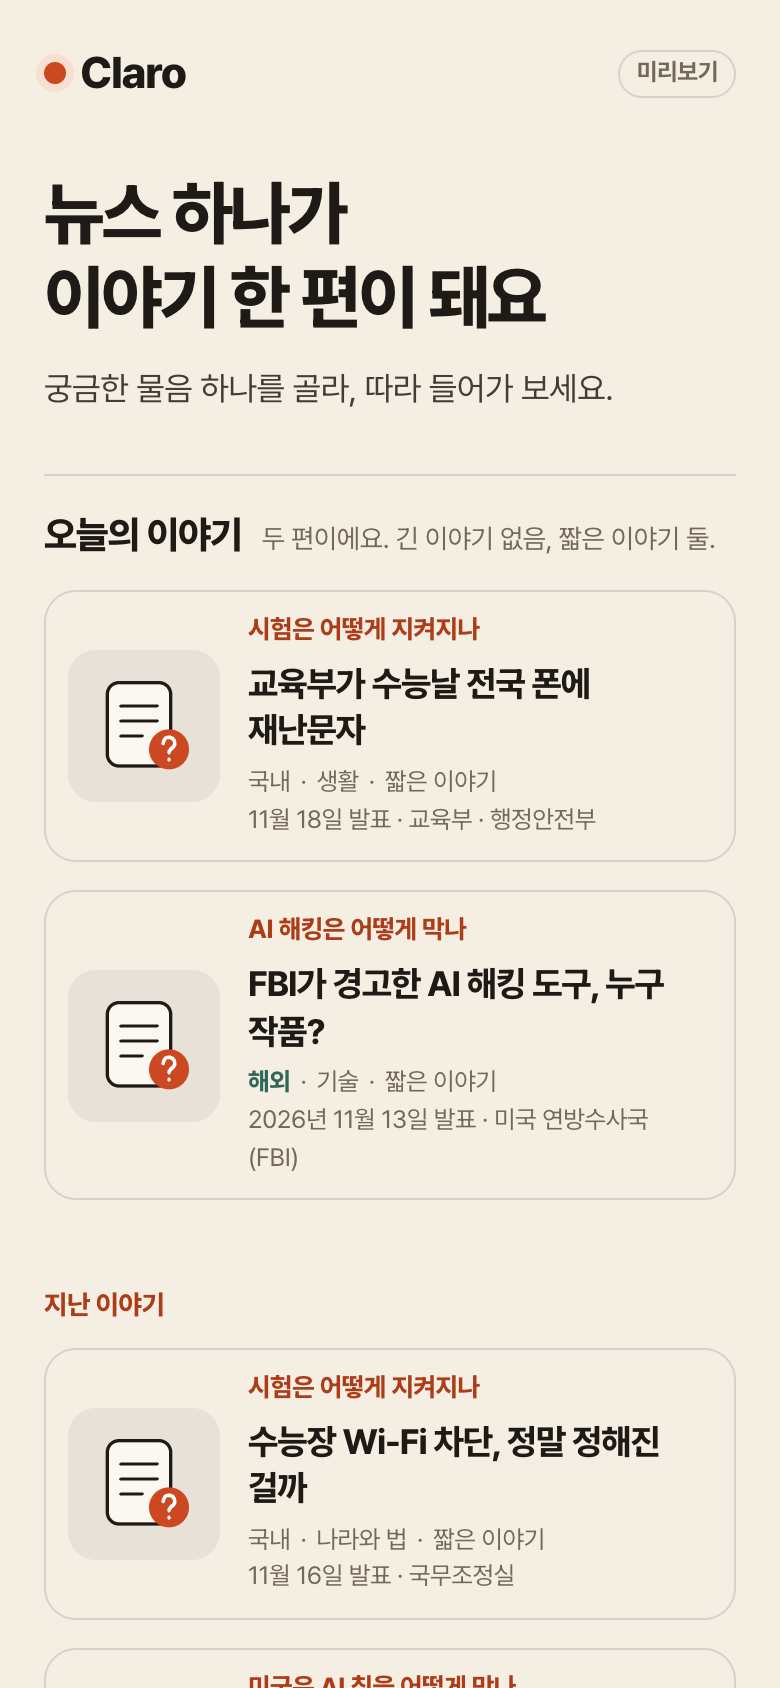 Claro
미리보기
뉴스 하나가
이야기 한 편이 돼요
궁금한 물음 하나를 골라, 따라 들어가 보세요.
오늘의 이야기 두 편이에요. 긴 이야기 없음, 짧은 이야기 둘.
시험은 어떻게 지켜지나
교육부가 수능날 전국 폰에
재난문자
국내 · 생활 · 짧은 이야기
11월 18일 발표 · 교육부 · 행정안전부
AI 해킹은 어떻게 막나
FBI가 경고한 AI 해킹 도구, 누구
작품?
해외 · 기술 · 짧은 이야기
2026년 11월 13일 발표 · 미국 연방수사국
(FBI)
지난 이야기
시험은 어떻게 지켜지나
수능장 Wi-Fi 차단, 정말 정해진
걸까
국내 · 나라와 법 · 짧은 이야기
11월 16일 발표 · 국무조정실
미국은 AI 칩을 어떻게 막나